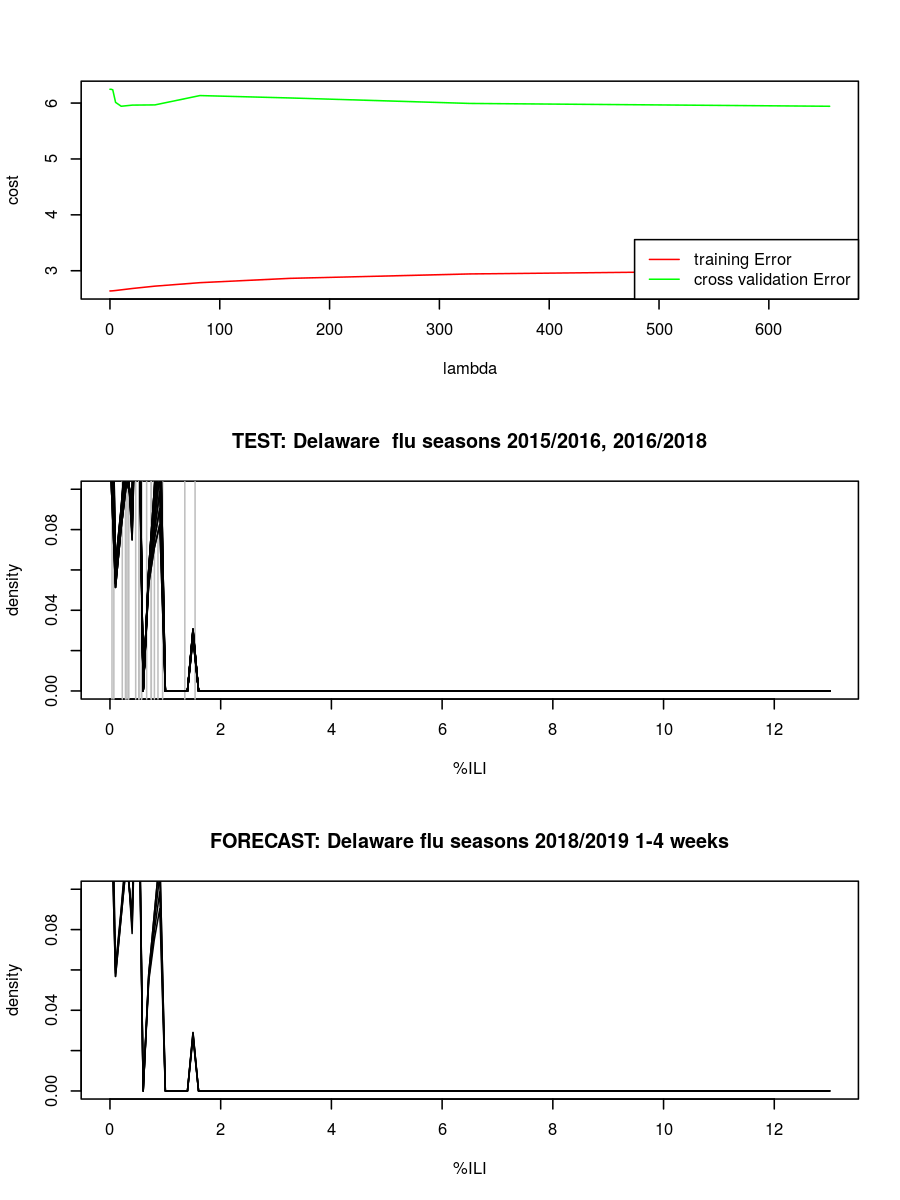 6
5
4
3
cost
training Error
cross validation Error
0 100 200 300 400 500 600
lambda
TEST: Delaware  flu seasons 2015/2016, 2016/2018
0.08
0.04
0.00
density
0 2 4 6 8 10 12
%ILI
FORECAST: Delaware flu seasons 2018/2019 1-4 weeks
0.08
0.04
0.00
density
0 2 4 6 8 10 12
%ILI